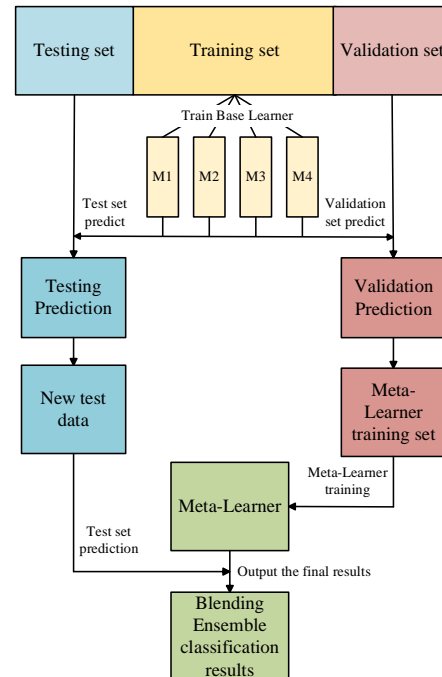 Testing set
Training set
Validation set
Train Base Learner
M1
M2
M3
M4
Test set
predict
Validation
set predict
Testing
Prediction
Validation
Prediction
New test
data
Meta-
Learner
training set
Meta-Learner
training
Meta-Learner
Test set
prediction
Output the final results
Blending
Ensemble
classification
results